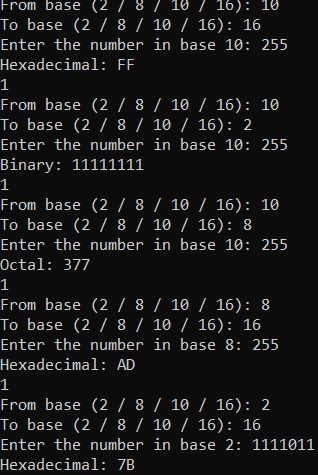 From base (2 / 8 / 10 / 16): 10
To base (2 / 8 / 10 / 16): 16
Enter the number in base 10: 255
Hexadecimal: FF
1
From base (2 / 8 / 10 / 16): 10
To base (2 / 8 / 10 / 16): 2
Enter the number in base 10: 255
Binary: 11111111
1
From base (2 / 8 / 10 / 16): 10
To base (2 / 8 / 10 / 16): 8
Enter the number in base 10: 255
Octal: 377
1
From base (2 / 8 / 10 / 16): 8
To base (2 / 8 / 10 / 16): 16
Enter the number in base 8: 255
Hexadecimal: AD
1
From base (2 / 8 / 10 / 16): 2
To base (2 / 8 / 10 / 16): 16
Enter the number in base 2: 1111011
Hexadecimal: 7B